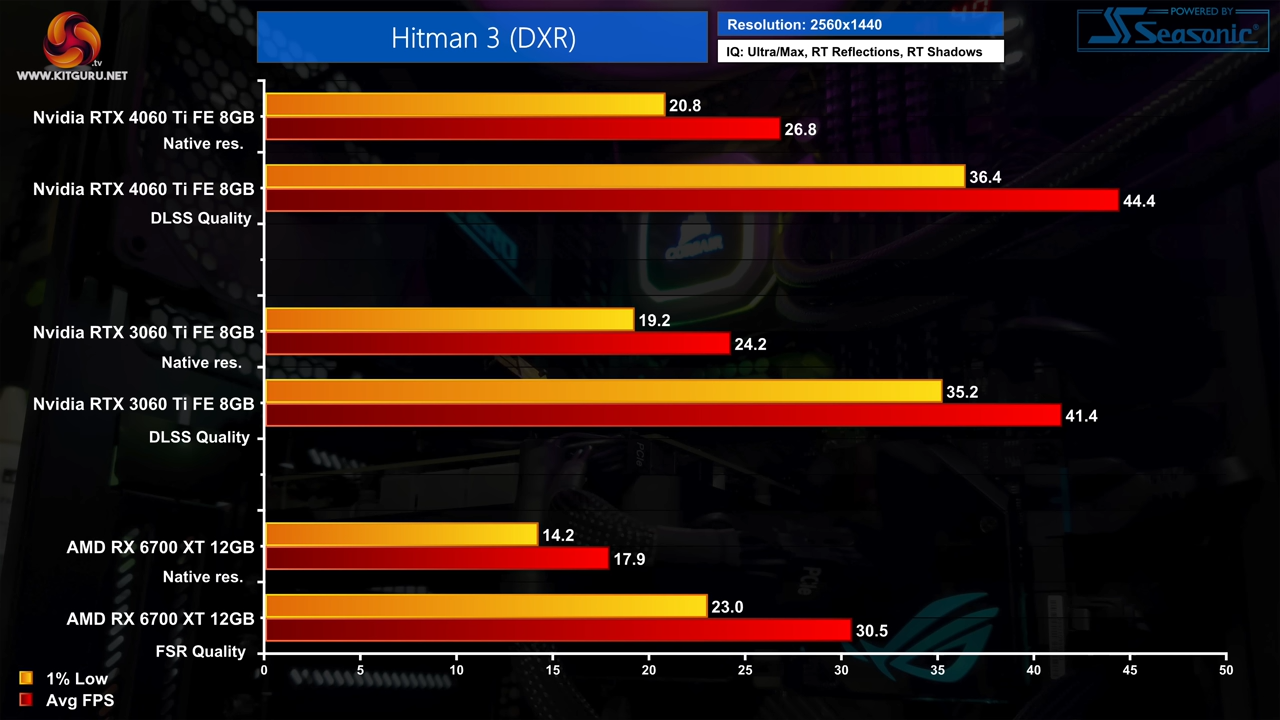 .tv
WWW.KITGURU.NET
Hitman 3 (DXR)
Resolution: 2560x1440
IQ: Ultra/Max, RT Reflections, RT Shadows
POWERED BY
Seasonic
Nvidia RTX 4060 Ti FE 8GB
Native res.
20.8
26.8
Nvidia RTX 4060 Ti FE 8GB
DLSS Quality
36.4
44.4
CORSAIR
Nvidia RTX 3060 Ti FE 8GB
Native res.
19.2
24.2
Nvidia RTX 3060 Ti FE 8GB
DLSS Quality
35.2
41.4
PCIe
AMD RX 6700 XT 12GB
Native res.
14.2
17.9
PCIe
AMD RX 6700 XT 12GB
FSR Quality
23.0
30.5
0 5 10 15 20 25 30 35 40 45 50
1% Low
Avg FPS